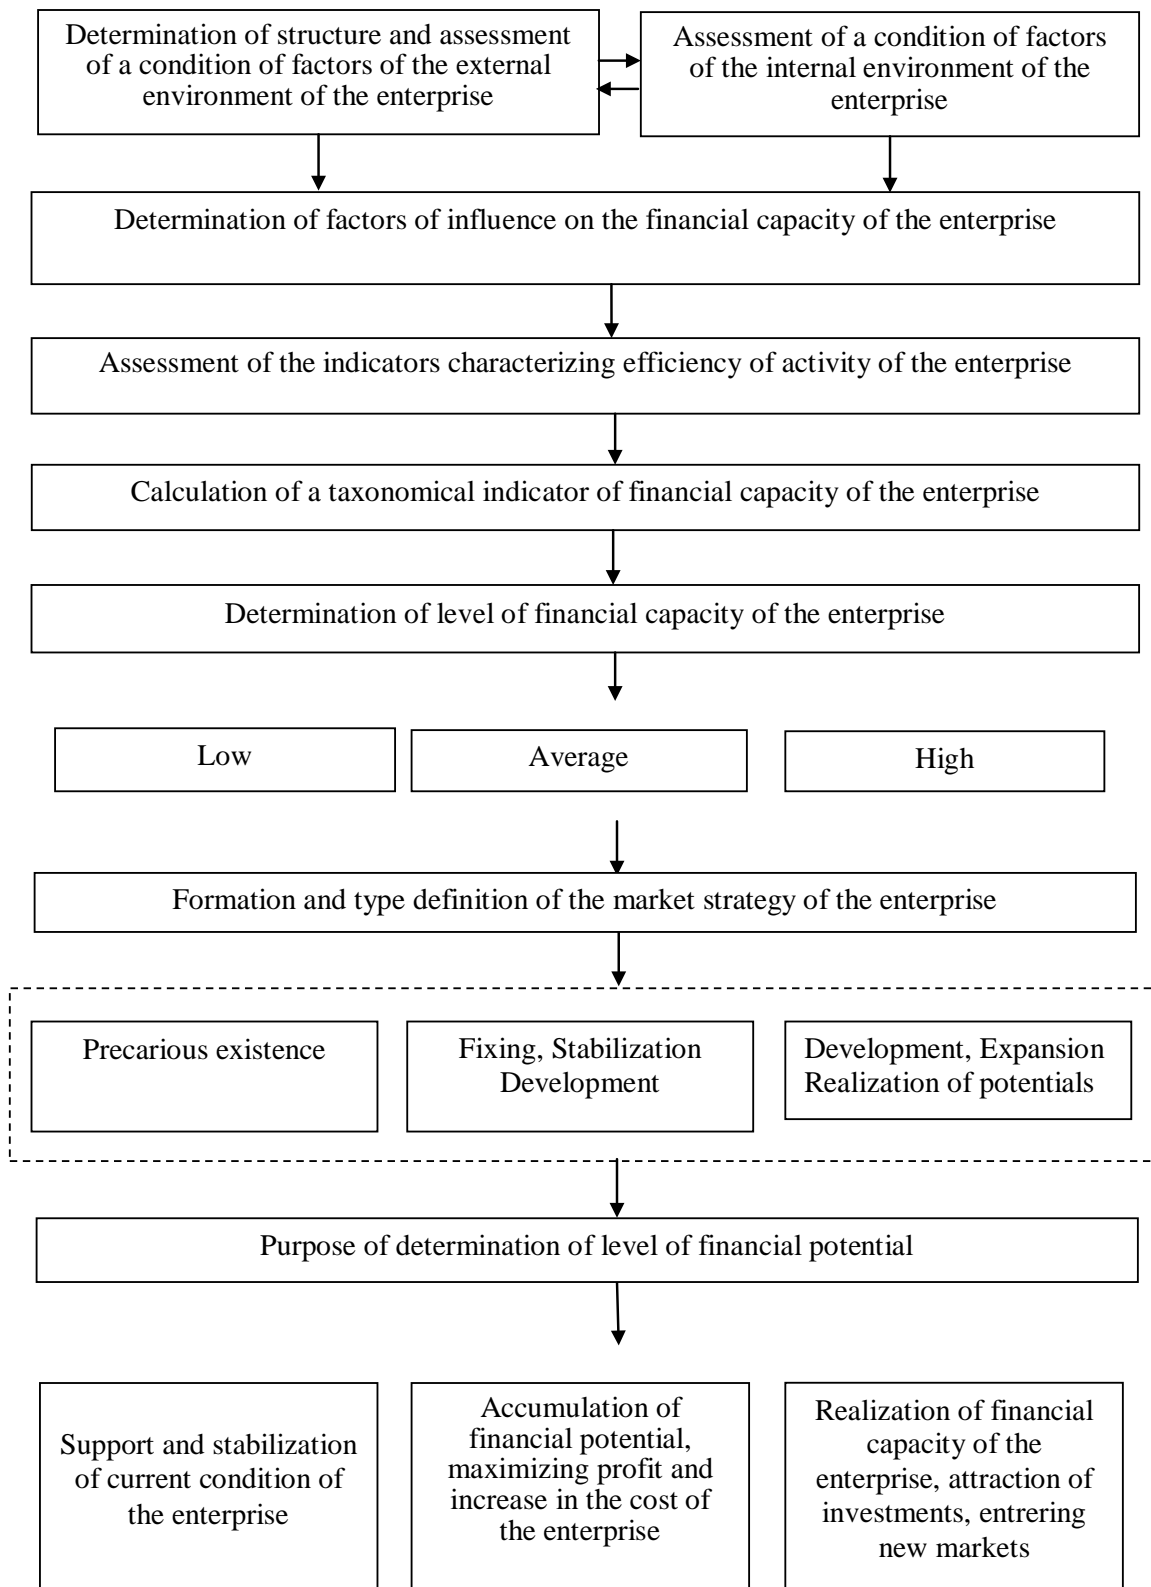 Determination of structure and assessment
of a condition of factors of the external
environment of the enterprise
Assessment of a condition of factors
of the internal environment of the
enterprise
Determination of factors of influence on the financial capacity of the enterprise
Assessment of the indicators characterizing efficiency of activity of the enterprise
Calculation of a taxonomical indicator of financial capacity of the enterprise
Determination of level of financial capacity of the enterprise
Low
Average
High
Formation and type definition of the market strategy of the enterprise
Precarious existence
Fixing, Stabilization
Development
Development, Expansion
Realization of potentials
Purpose of determination of level of financial potential
Support and stabilization
of current condition of
the enterprise
Accumulation of
financial potential,
maximizing profit and
increase in the cost of
the enterprise
Realization of financial
capacity of the
enterprise, attraction of
investments, entrering
new markets